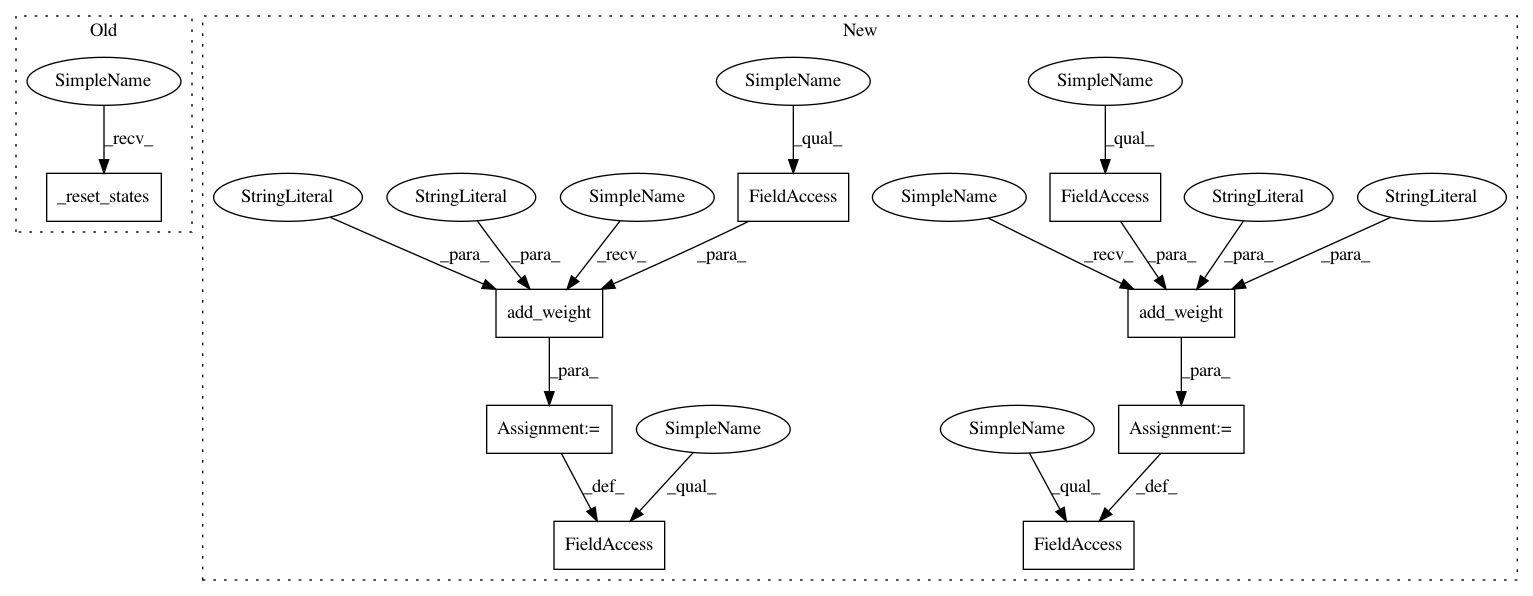 Old
New
SimpleName
SimpleName
SimpleName
_recv_
_qual_
_qual_
_reset_states
StringLiteral
StringLiteral
SimpleName
FieldAccess
SimpleName
FieldAccess
StringLiteral
StringLiteral
_para_
_para_
_recv_
_para_
_recv_
_para_
_para_
_para_
add_weight
add_weight
_para_
_para_
Assignment:=
SimpleName
SimpleName
Assignment:=
_def_
_qual_
_qual_
_def_
FieldAccess
FieldAccess